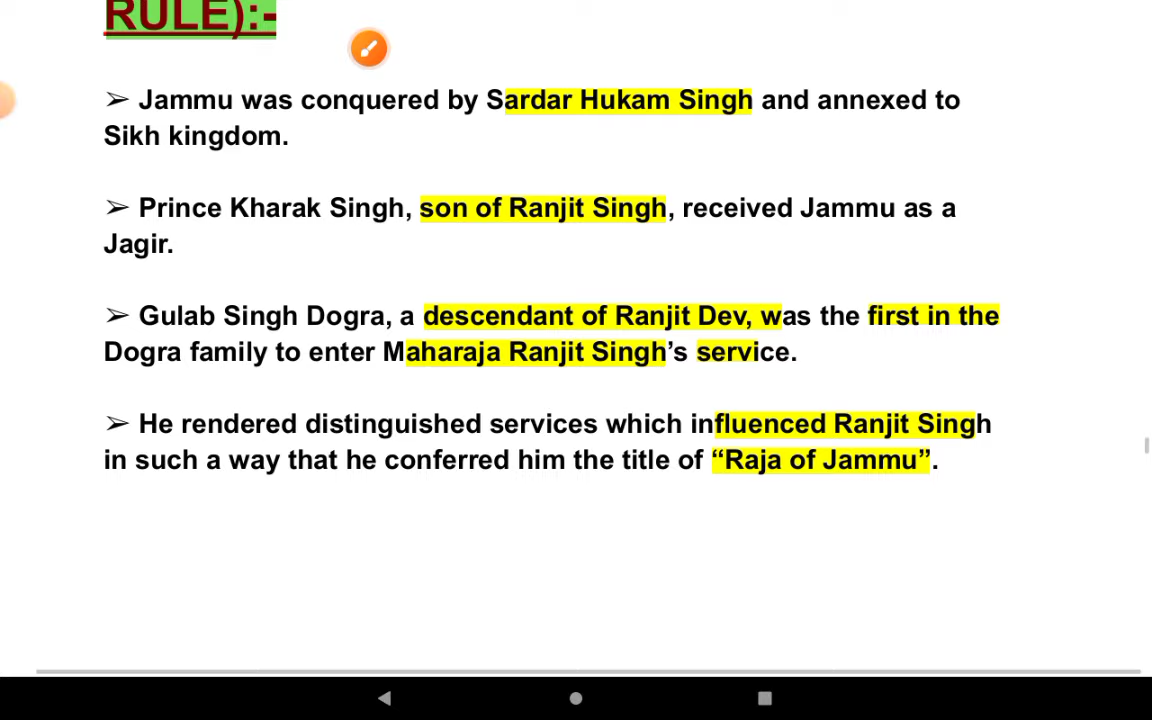 RULE):-
➢ Jammu was conquered by Sardar Hukam Singh and annexed to
Sikh kingdom.
➢ Prince Kharak Singh, son of Ranjit Singh, received Jammu as a
Jagir.
➢ Gulab Singh Dogra, a descendant of Ranjit Dev, was the first in the
Dogra family to enter Maharaja Ranjit Singh’s service.
➢ He rendered distinguished services which influenced Ranjit Singh
in such a way that he conferred him the title of “Raja of Jammu”.